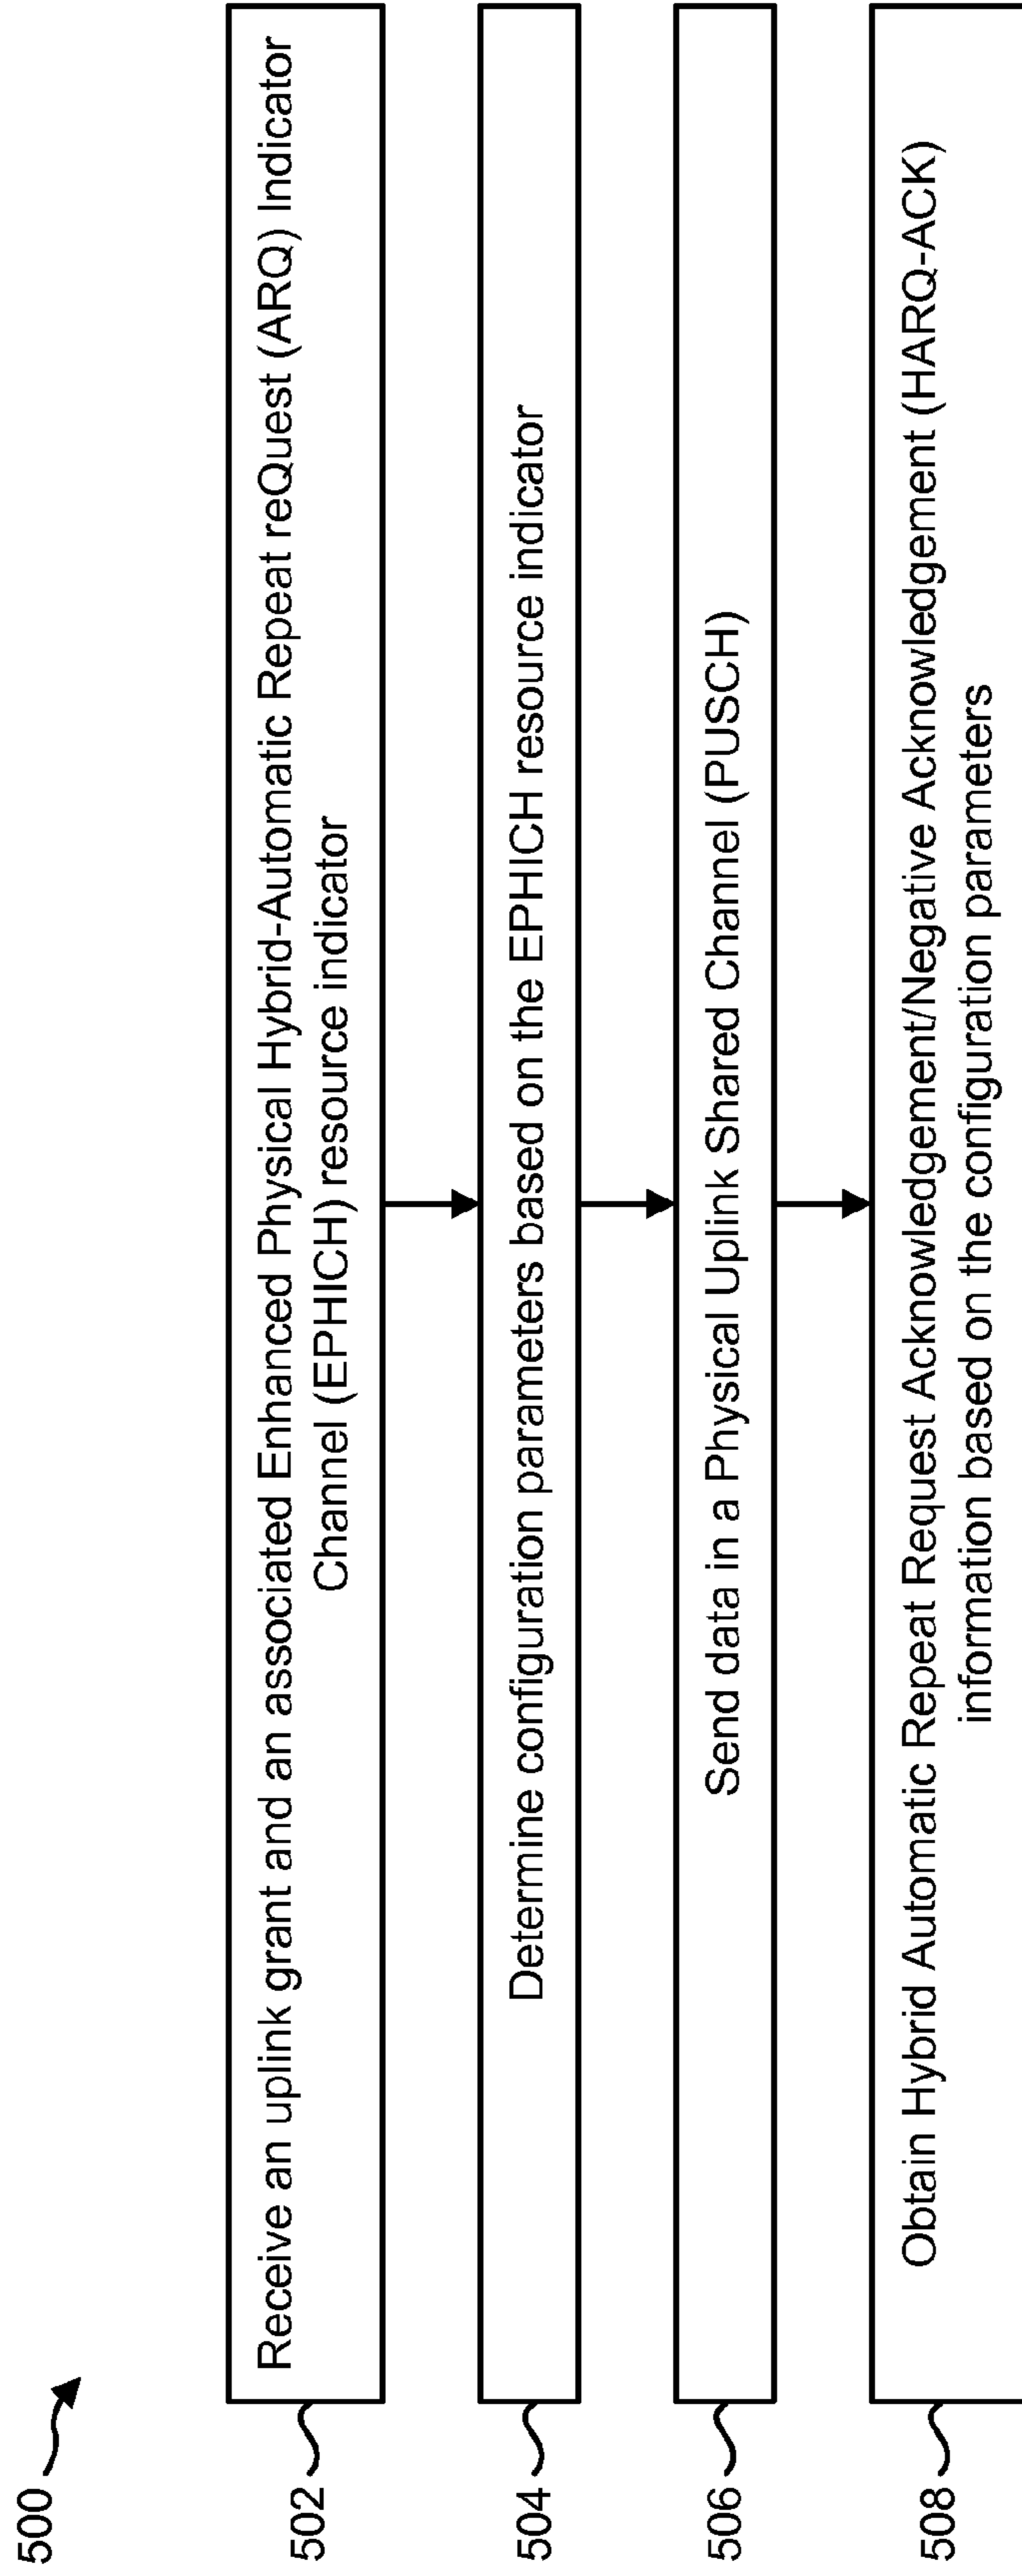 500
502
Receive an uplink grant and an associated Enhanced Physical Hybrid-Automatic Repeat reQuest (ARQ) Indicator
Channel (EPHICH) resource indicator
504
Determine configuration parameters based on the EPHICH resource indicator
506
Send data in a Physical Uplink Shared Channel (PUSCH)
508
Obtain Hybrid Automatic Repeat Request Acknowledgement/Negative Acknowledgement (HARQ-ACK)
information based on the configuration parameters